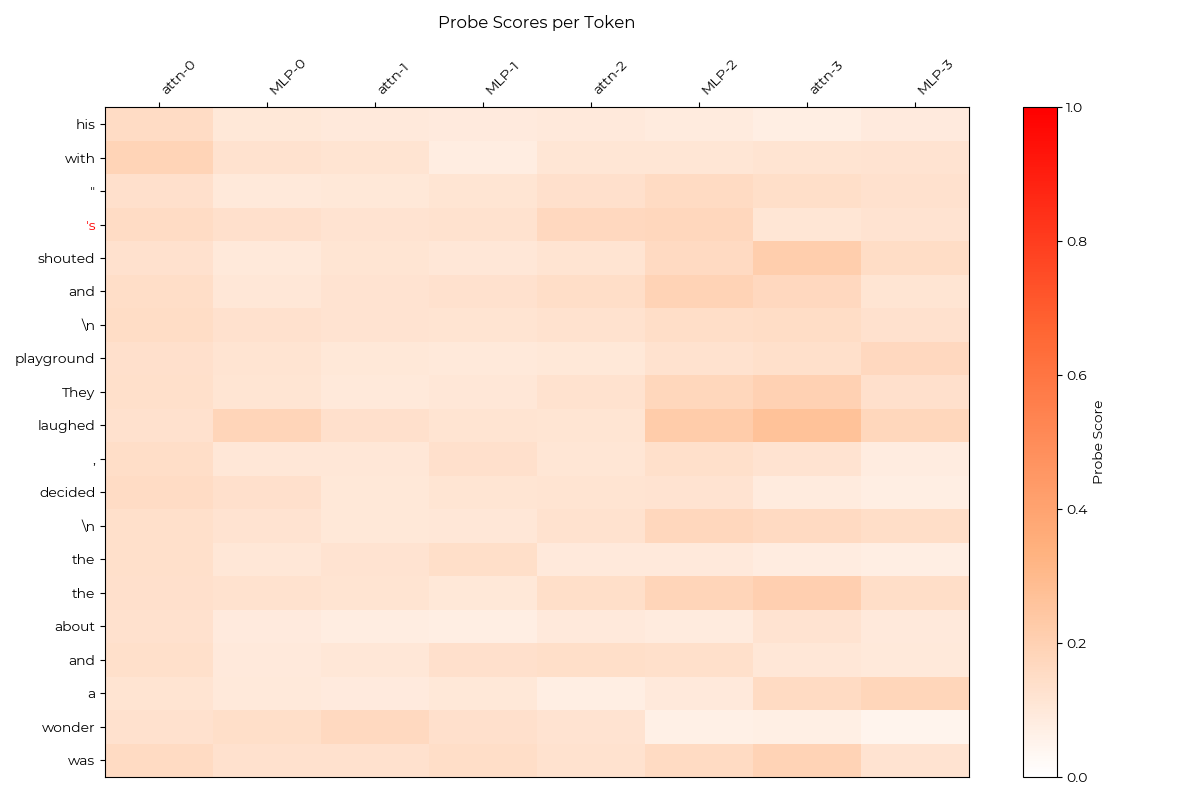 Probe Scores per Token
attn-0 MLP-0 attn-1 MLP-1 attn-2 MLP-2 attn-3 MLP-3
his
with
"
's
shouted
and
\n
playground
They
laughed
,
decided
\n
the
the
about
and
a
wonder
was
1.0
0.8
0.6
0.4
0.2
0.0
Probe Score